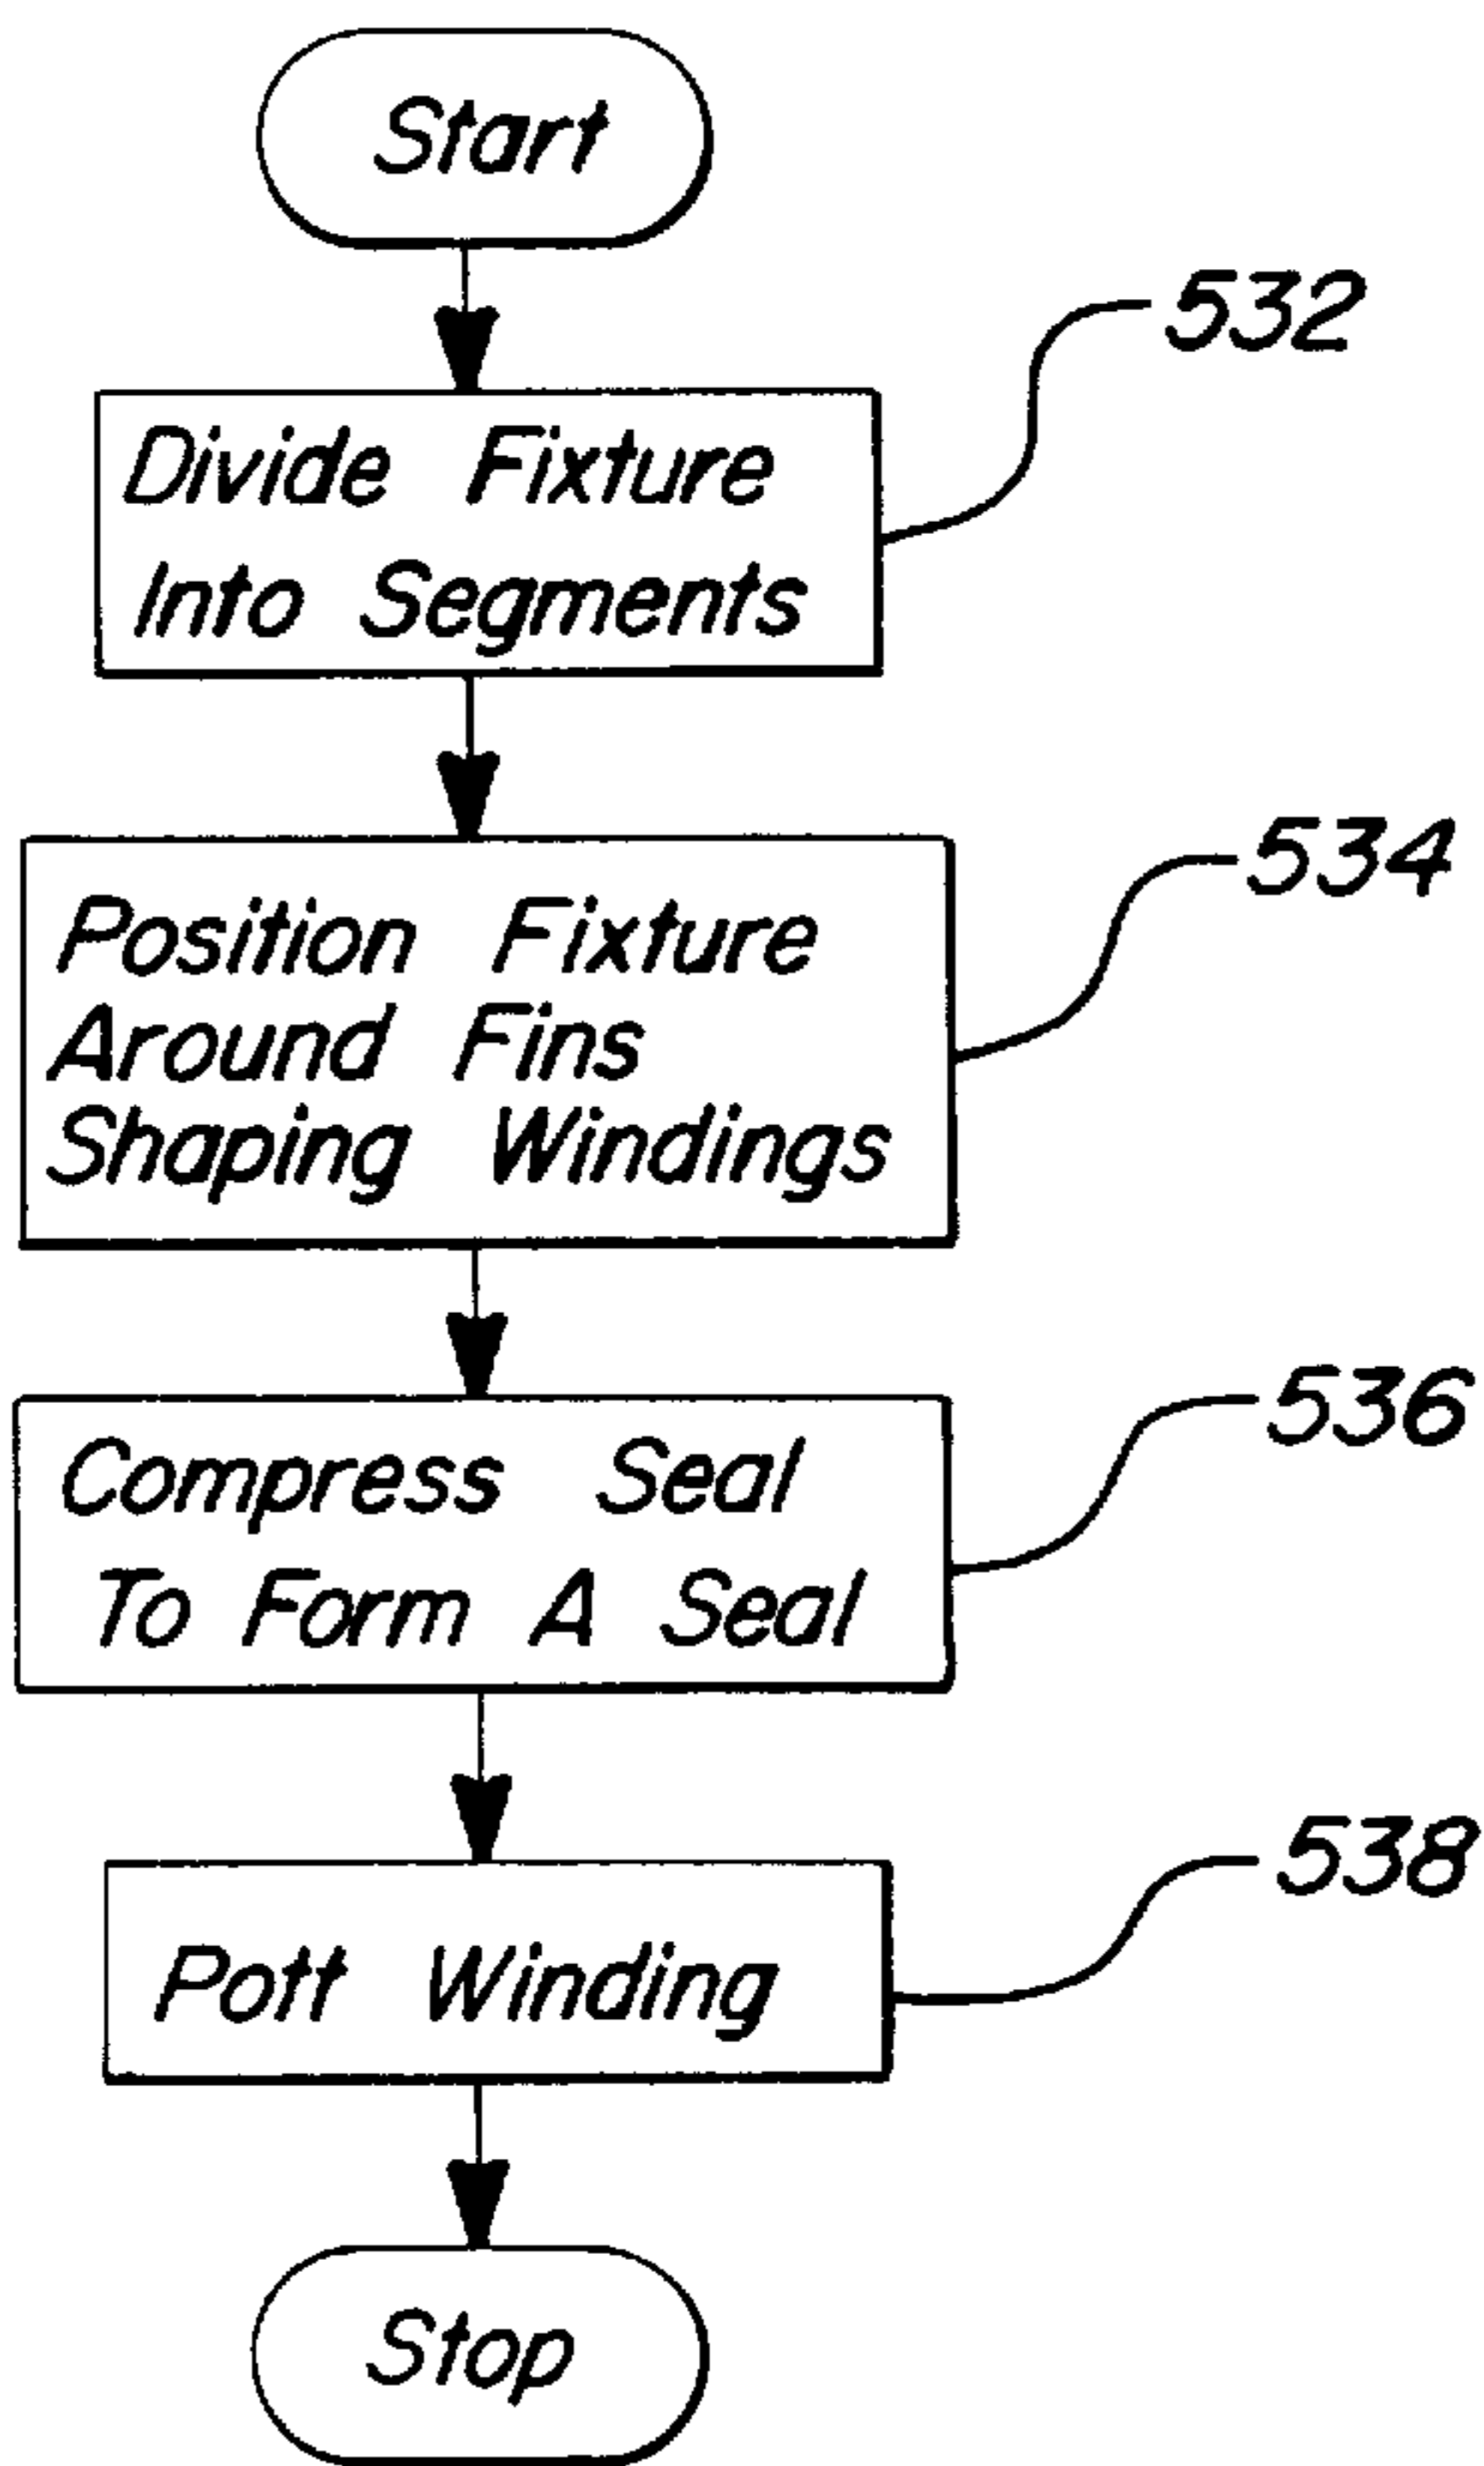 Start
532
Divide Fixture
Into Segments
534
Position Fixture
Around Fins
Shaping Windings
536
Compress Seal
To Form A Seal
538
Pott Winding
Stop